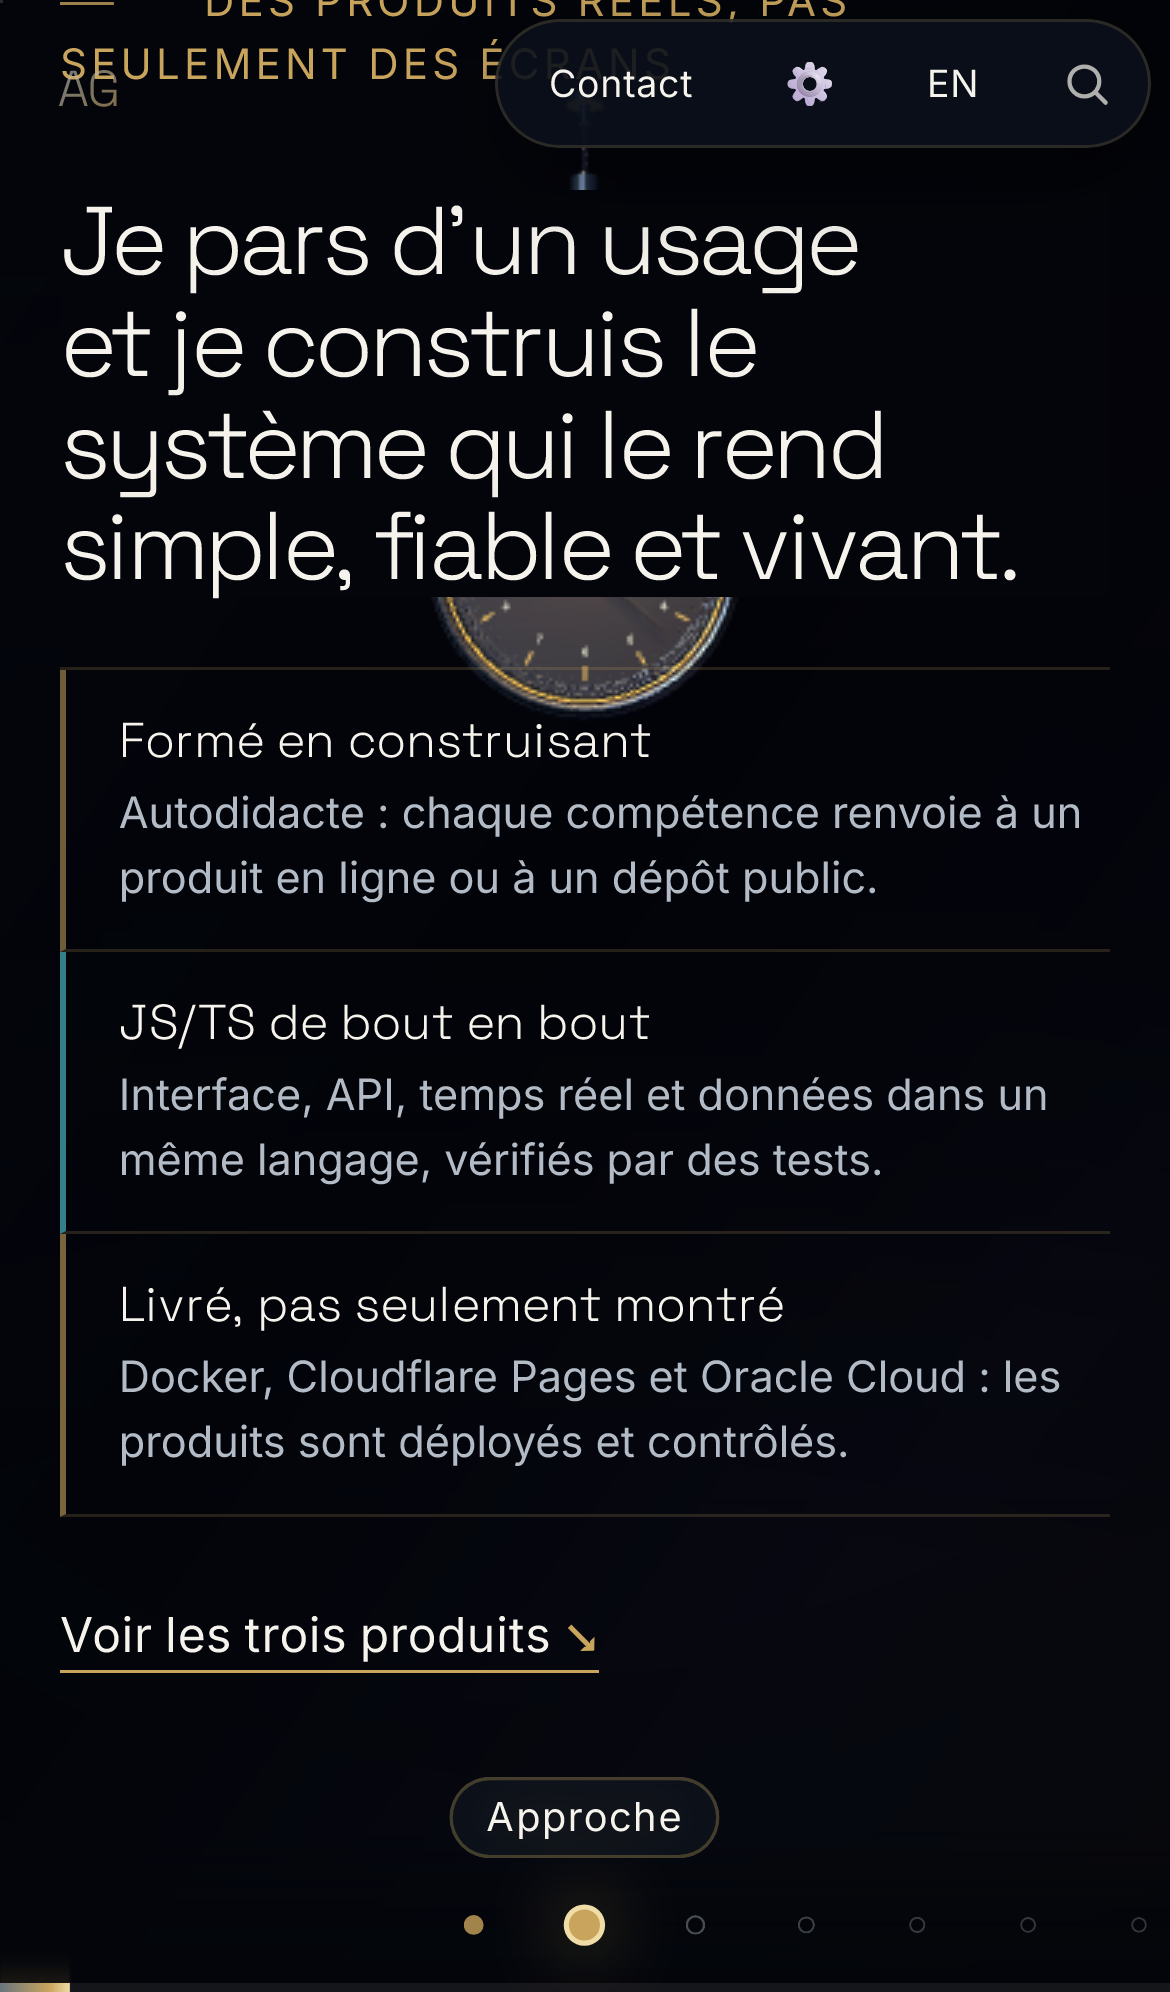 DES PRODUITS RÉELS, PAS
SEULEMENT DES ÉCRANS
AG
Contact
EN
Je pars d’un usage
et je construis le
système qui le rend
simple, fiable et vivant.
Formé en construisant
Autodidacte : chaque compétence renvoie à un
produit en ligne ou à un dépôt public.
JS/TS de bout en bout
Interface, API, temps réel et données dans un
même langage, vérifiés par des tests.
Livré, pas seulement montré
Docker, Cloudflare Pages et Oracle Cloud : les
produits sont déployés et contrôlés.
Voir les trois produits ↘
Approche